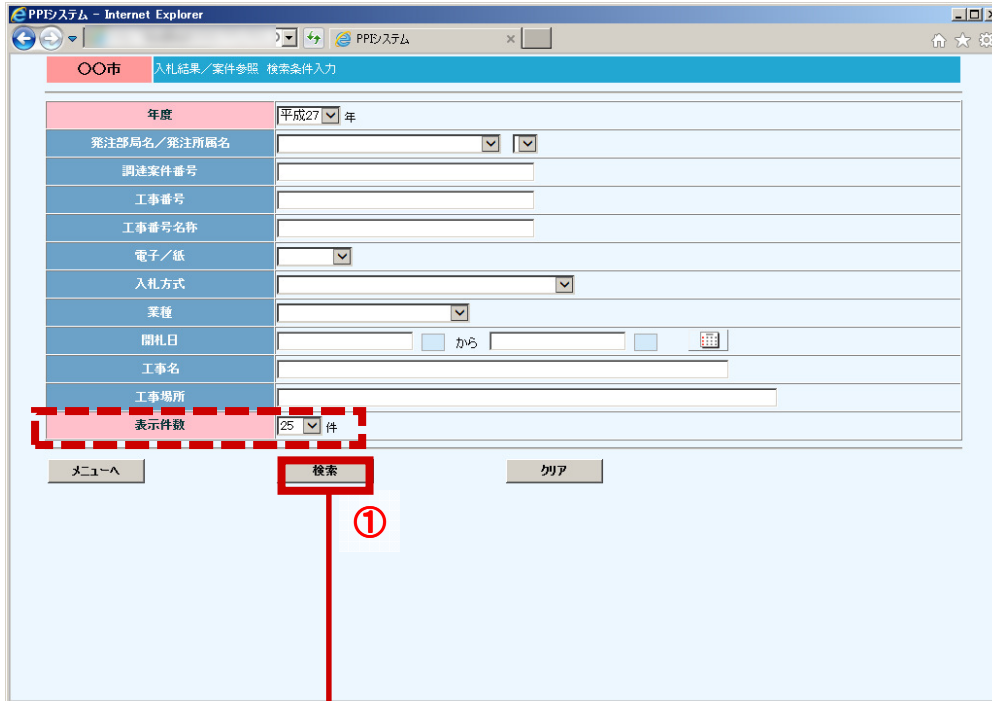 PPIシステム - Internet Explorer
PPIシステム
〇〇市 入札結果／案件参照 検索条件入力
年度 平成27 年
発注部局名／発注所属名
調達案件番号
工事番号
工事番号名称
電子／紙
入札方式
業種
開札日 から
工事名
工事場所
表示件数 25 件
メニューへ 検索 クリア
①